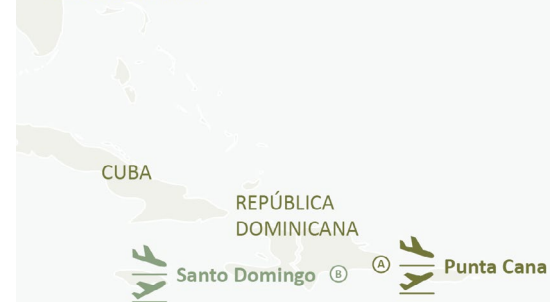 CUBA
REPÚBLICA
DOMINICANA
Santo Domingo B
A Punta Cana